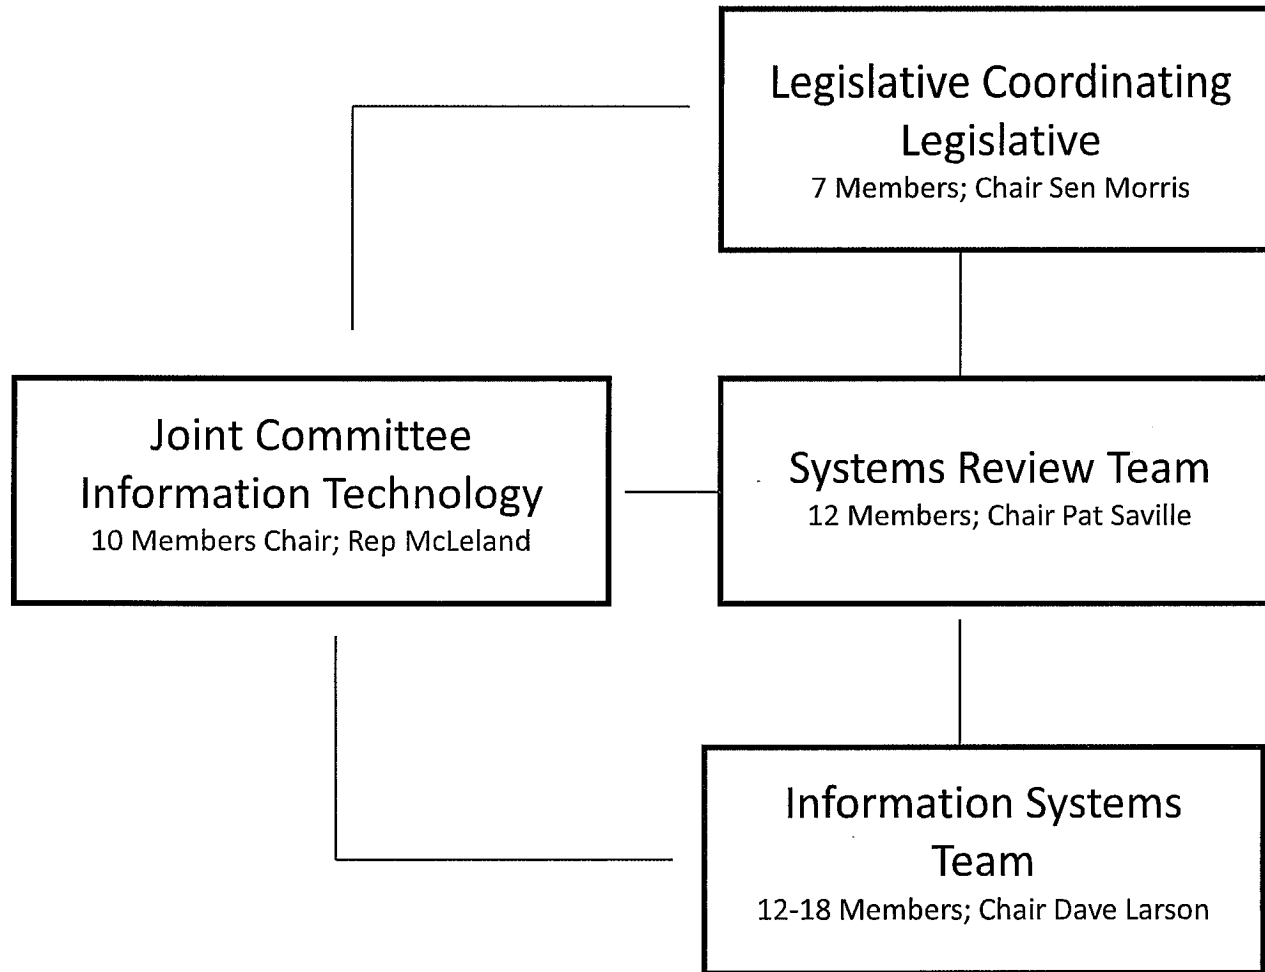 Legislative Coordinating
Legislative
7 Members; Chair Sen Morris
Joint Committee
Information Technology
10 Members Chair; Rep McLeland
Systems Review Team
12 Members; Chair Pat Saville
Information Systems
Team
12-18 Members; Chair Dave Larson